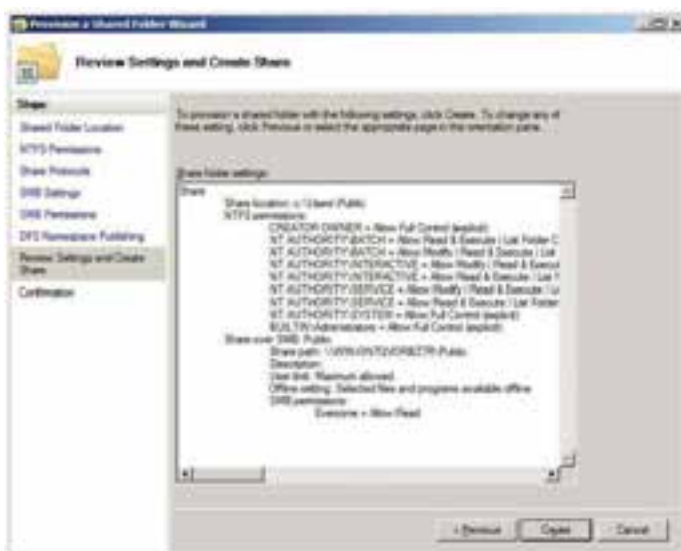 Provision a Shared Folder Wizard
Review Settings and Create Share
Steps:
Shared Folder Location
NTFS Permissions
Share Protocols
SMB Settings
SMB Permissions
DFS Namespace Publishing
Review Settings and Create Share
Confirmation
To provision a shared folder with the following settings, click Create. To change any of
these setting, click Previous or select the appropriate page in the orientation pane.
Share folder settings:
Share
Share location: c:\Users\Public
NTFS permissions:
CREATOR OWNER = Allow Full Control (explicit)
NT AUTHORITY\BATCH = Allow Read & Execute / List Folder C
NT AUTHORITY\BATCH = Allow Modify / Read & Execute / List
NT AUTHORITY\INTERACTIVE = Allow Modify / Read & Execut
NT AUTHORITY\INTERACTIVE = Allow Read & Execute / List F
NT AUTHORITY\SERVICE = Allow Modify / Read & Execute / Li
NT AUTHORITY\SERVICE = Allow Read & Execute / List Folder
NT AUTHORITY\SYSTEM = Allow Full Control (explicit)
BUILTIN\Administrators = Allow Full Control (explicit)
Share over SMB: Public
Share path:
Description:
User limit: Maximum allowed
Offline setting: Selected files and programs available offline
SMB permissions:
Everyone = Allow Read
< Previous
Create
Cancel